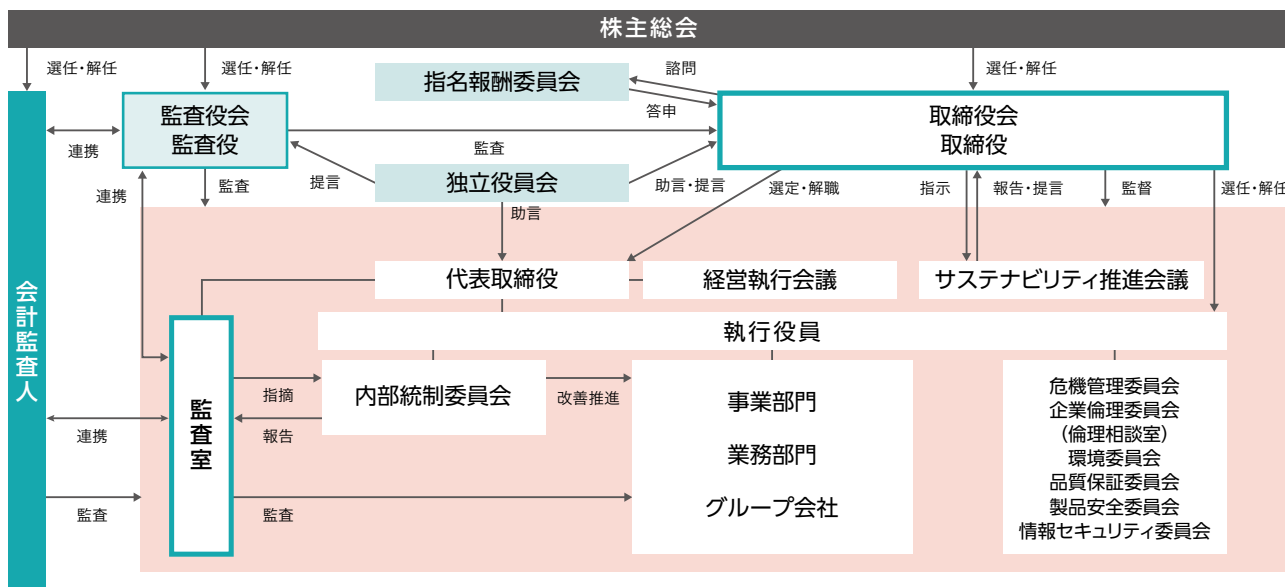 株主総会
選任・解任
選任・解任
諮問
選任・解任
指名報酬委員会
答申
監査役会
監査役
取締役会
取締役
連携
監査
連携
監査
提言
独立役員会
助言・提言
選定・解職
指示
報告・提言
監督
選任・解任
助言
代表取締役
経営執行会議
サステナビリティ推進会議
会計監査人
執行役員
監査室
指摘
内部統制委員会
改善推進
報告
連携
監査
監査
事業部門
業務部門
グループ会社
危機管理委員会
企業倫理委員会
(倫理相談室)
環境委員会
品質保証委員会
製品安全委員会
情報セキュリティ委員会